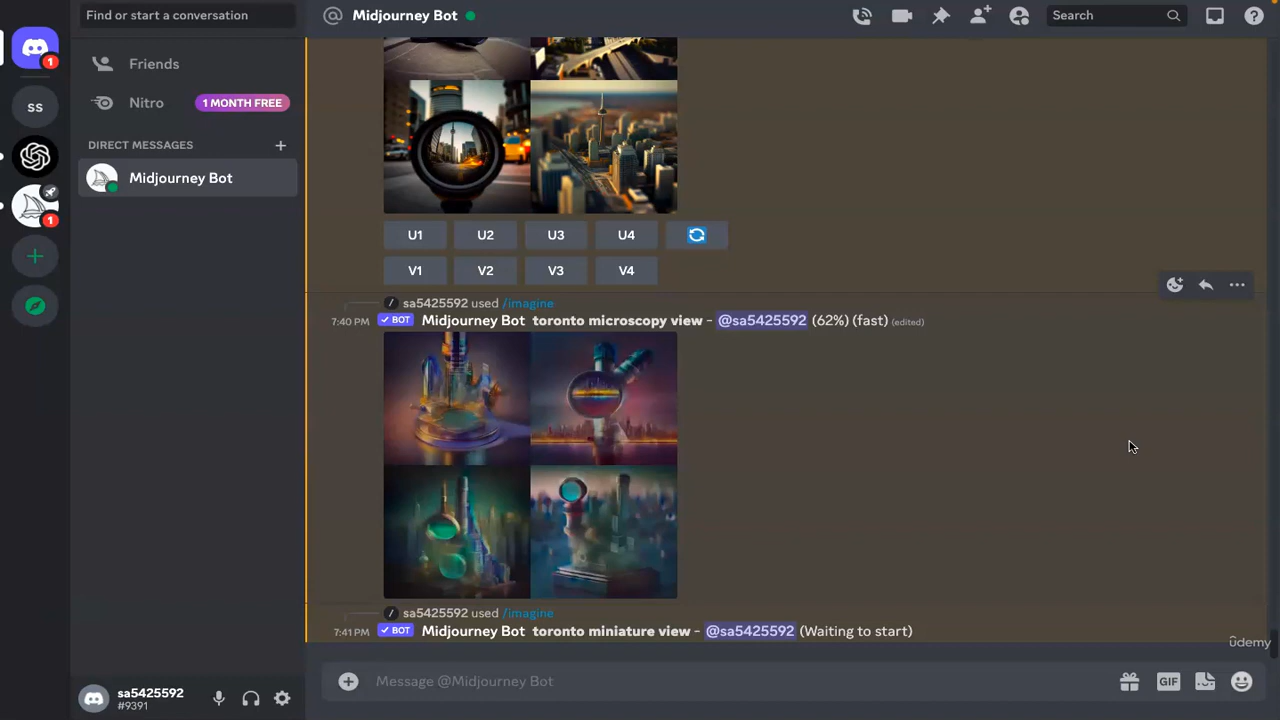 Find or start a conversation
Midjourney Bot
Search
1
Friends
SS
Nitro
1 MONTH FREE
DIRECT MESSAGES
Midjourney Bot
1
U1 U2 U3 U4
V1 V2 V3 V4
sa5425592 used /imagine
7:40 PM BOT Midjourney Bot toronto microscopy view - @sa5425592 (62%) (fast) (edited)
sa5425592 used /imagine
7:41 PM BOT Midjourney Bot toronto miniature view - @sa5425592 (Waiting to start)
udemy
Message @Midjourney Bot
GIF
sa5425592
#9391